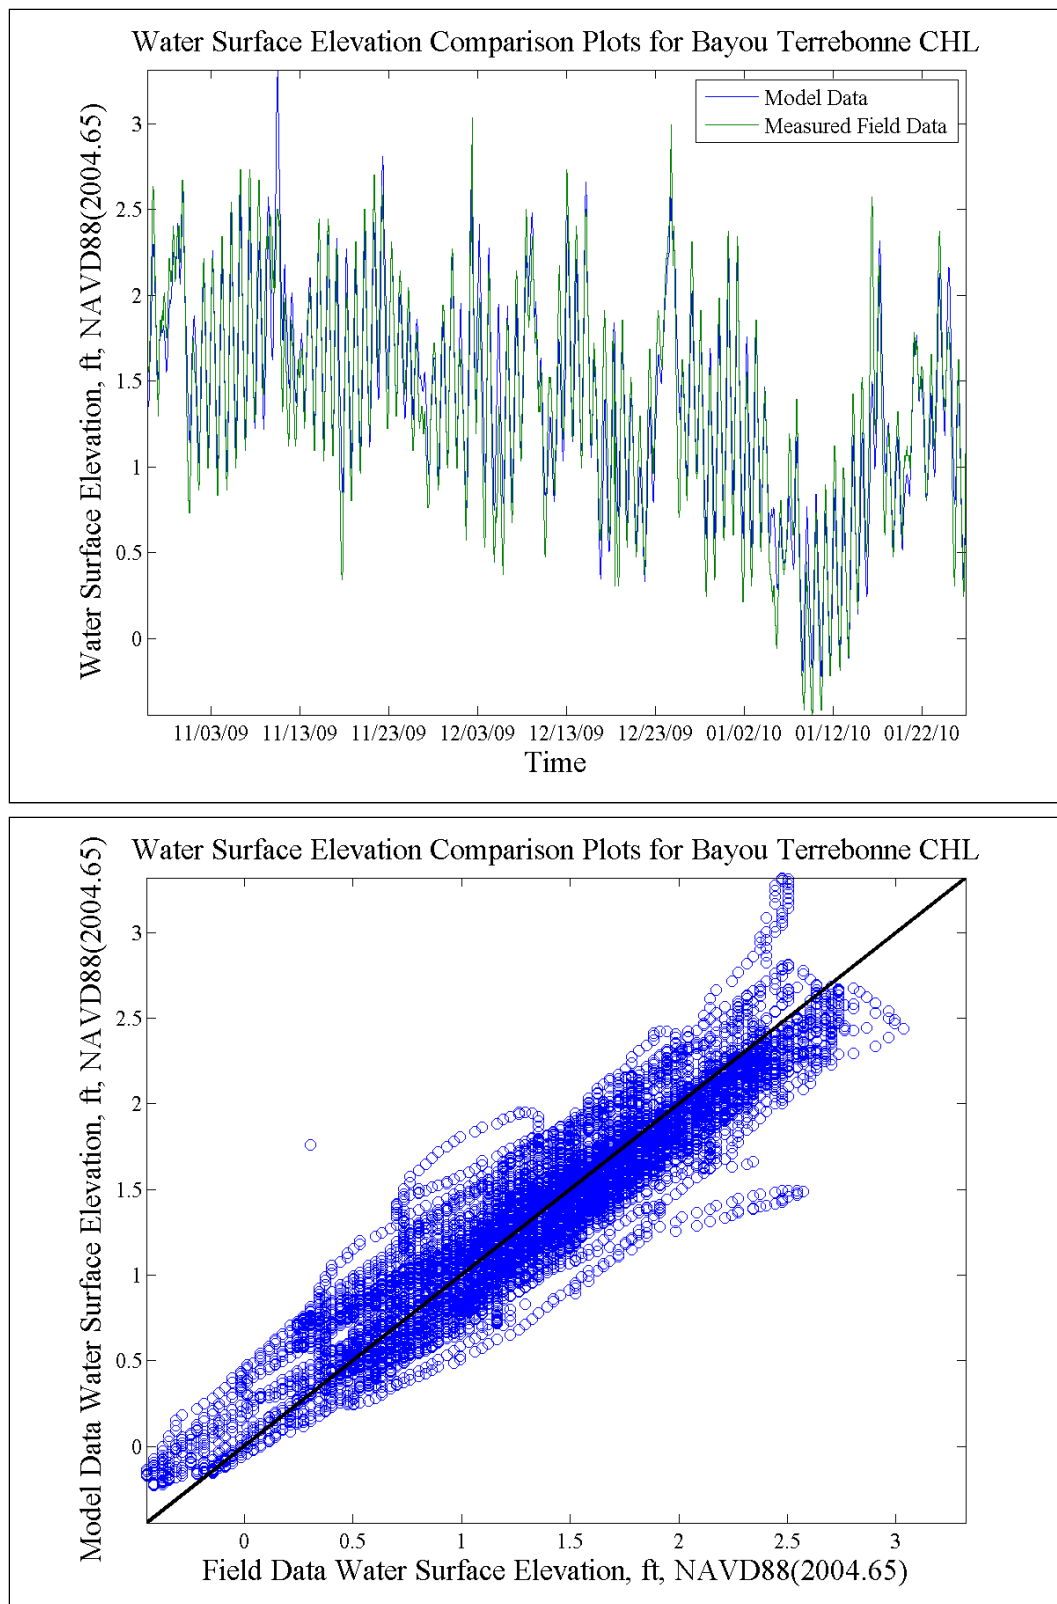 Water Surface Elevation Comparison Plots for Bayou Terrebonne CHL
Water Surface Elevation, ft, NAVD88(2004.65)
Model Data
Measured Field Data
3
2.5
2
1.5
1
0.5
0
11/03/09 11/13/09 11/23/09 12/03/09 12/13/09 12/23/09 01/02/10 01/12/10 01/22/10
Time
Water Surface Elevation Comparison Plots for Bayou Terrebonne CHL
Model Data Water Surface Elevation, ft, NAVD88(2004.65)
3
2.5
2
1.5
1
0.5
0
0 0.5 1 1.5 2 2.5 3
Field Data Water Surface Elevation, ft, NAVD88(2004.65)